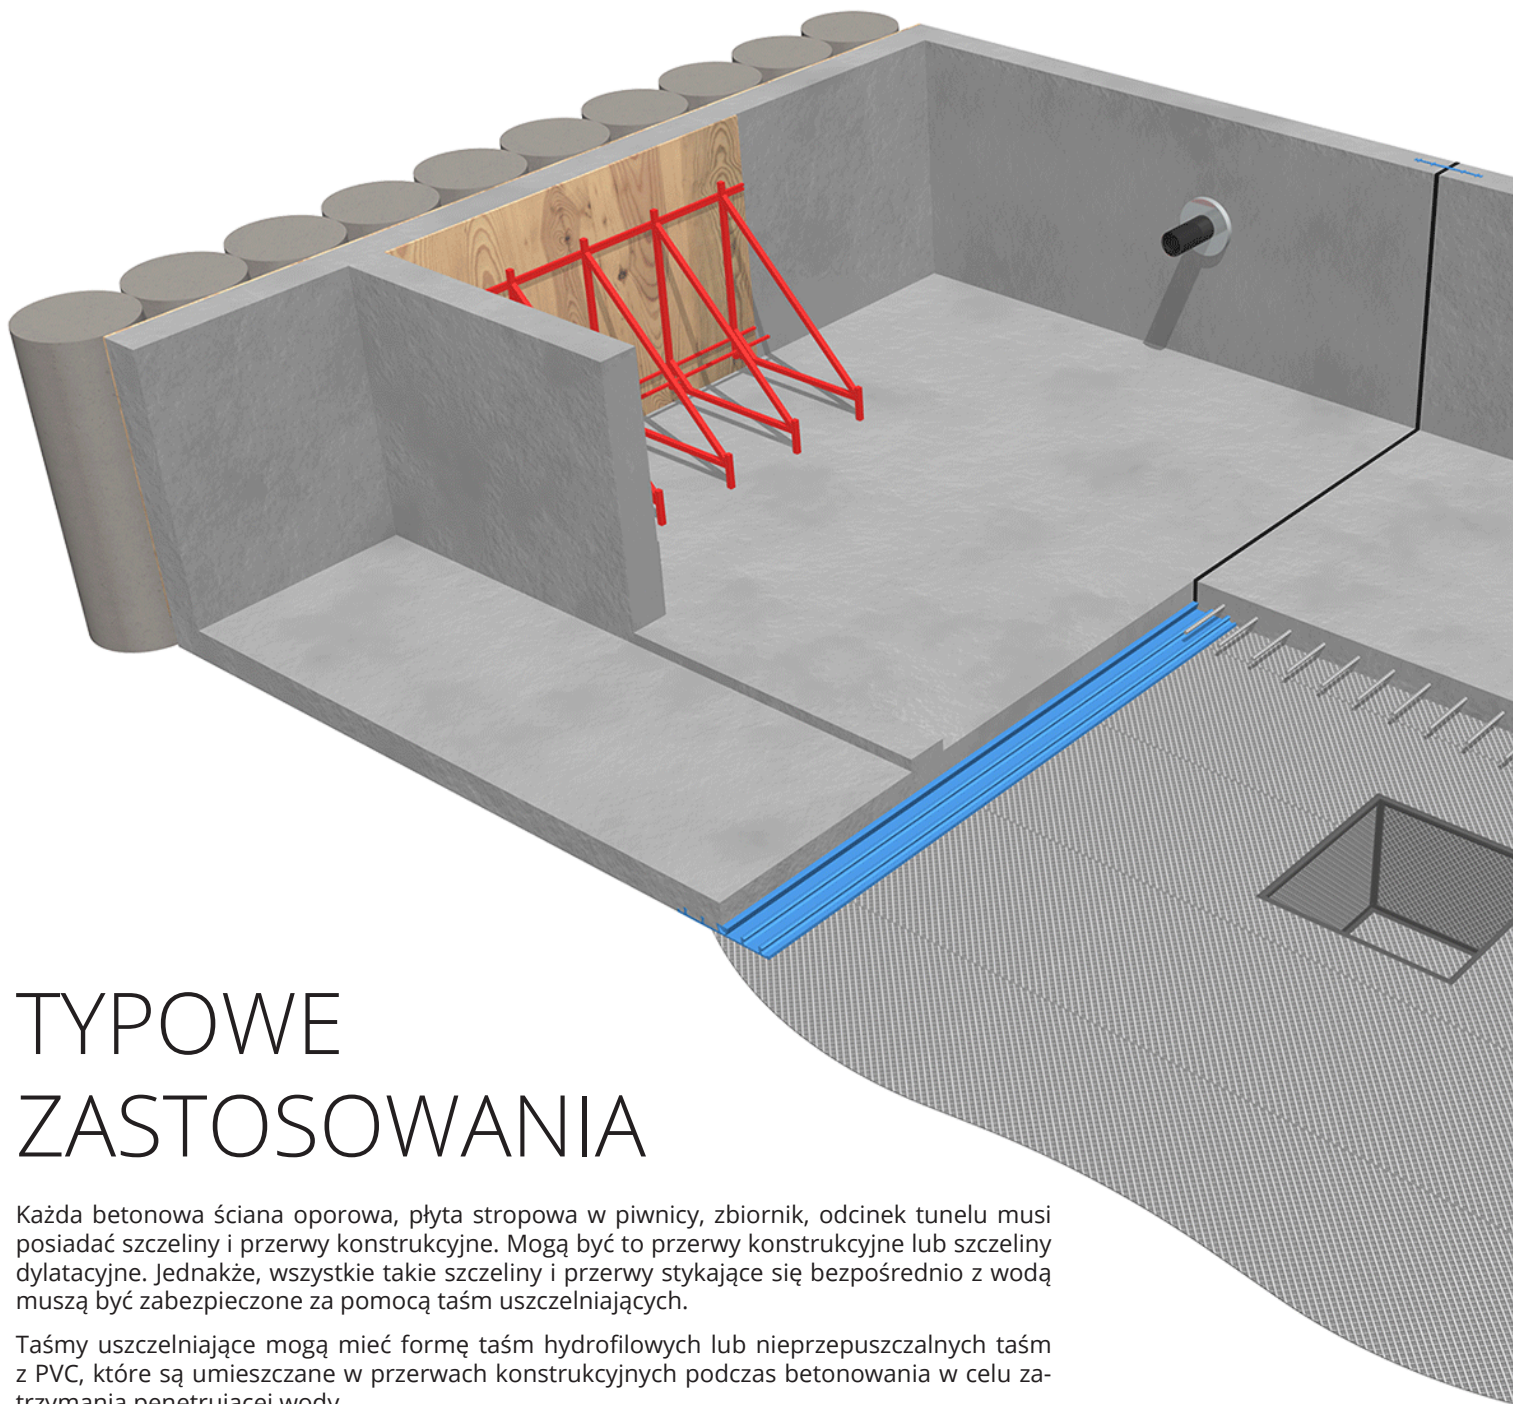 TYPOWE
ZASTOSOWANIA
Każda betonowa ściana oporowa, płyta stropowa w piwnicy, zbiornik, odcinek tunelu musi
posiadać szczeliny i przerwy konstrukcyjne. Mogą być to przerwy konstrukcyjne lub szczeliny
dylatacyjne. Jednakże, wszystkie takie szczeliny i przerwy stykające się bezpośrednio z wodą
muszą być zabezpieczone za pomocą taśm uszczelniających.
Taśmy uszczelniające mogą mieć formę taśm hydrofilowych lub nieprzepuszczalnych taśm
z PVC, które są umieszczane w przerwach konstrukcyjnych podczas betonowania w celu za-
trzymania penetrującej wody.